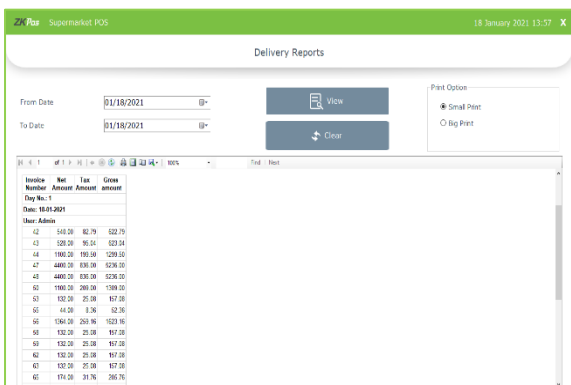 ZKPos Supermarket POS 18 January 2021 13:57 X
Delivery Reports
From Date 01/18/2021
To Date 01/18/2021
View
Clear
Print Option
Small Print
Big Print
1 of 1 100% Find Next
Invoice Number Net Amount Tax Amount Gross amount
Day No.: 1
Date: 18-01-2021
User: Admin
42 540.00 82.79 622.79
43 528.00 95.04 623.04
44 1100.00 199.50 1299.50
47 4400.00 836.00 5236.00
48 4400.00 836.00 5236.00
50 1100.00 209.00 1309.00
53 132.00 25.08 157.08
55 44.00 8.36 52.36
56 1364.00 259.16 1623.16
58 132.00 25.08 157.08
59 132.00 25.08 157.08
62 132.00 25.08 157.08
63 132.00 25.08 157.08
65 174.00 31.76 205.76